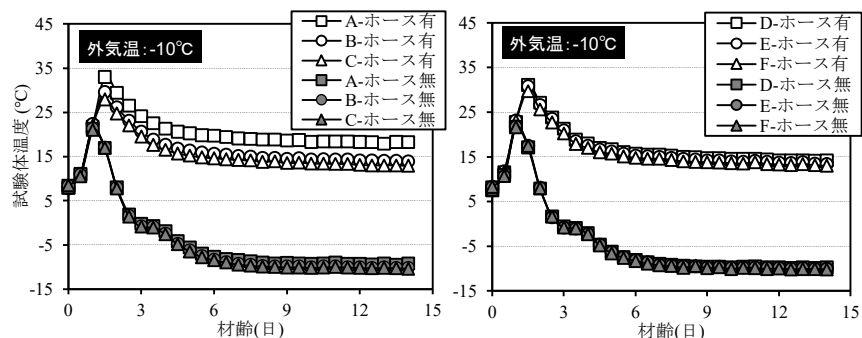 外気温:-10℃
A-ホース有
B-ホース有
C-ホース有
A-ホース無
B-ホース無
C-ホース無
試験体温度(℃)
45
35
25
15
5
-5
-15
0
3
6
9
12
15
材齢(日)
外気温:-10℃
D-ホース有
E-ホース有
F-ホース有
D-ホース無
E-ホース無
F-ホース無
45
35
25
15
5
-5
-15
0
3
6
9
12
15
材齢(日)